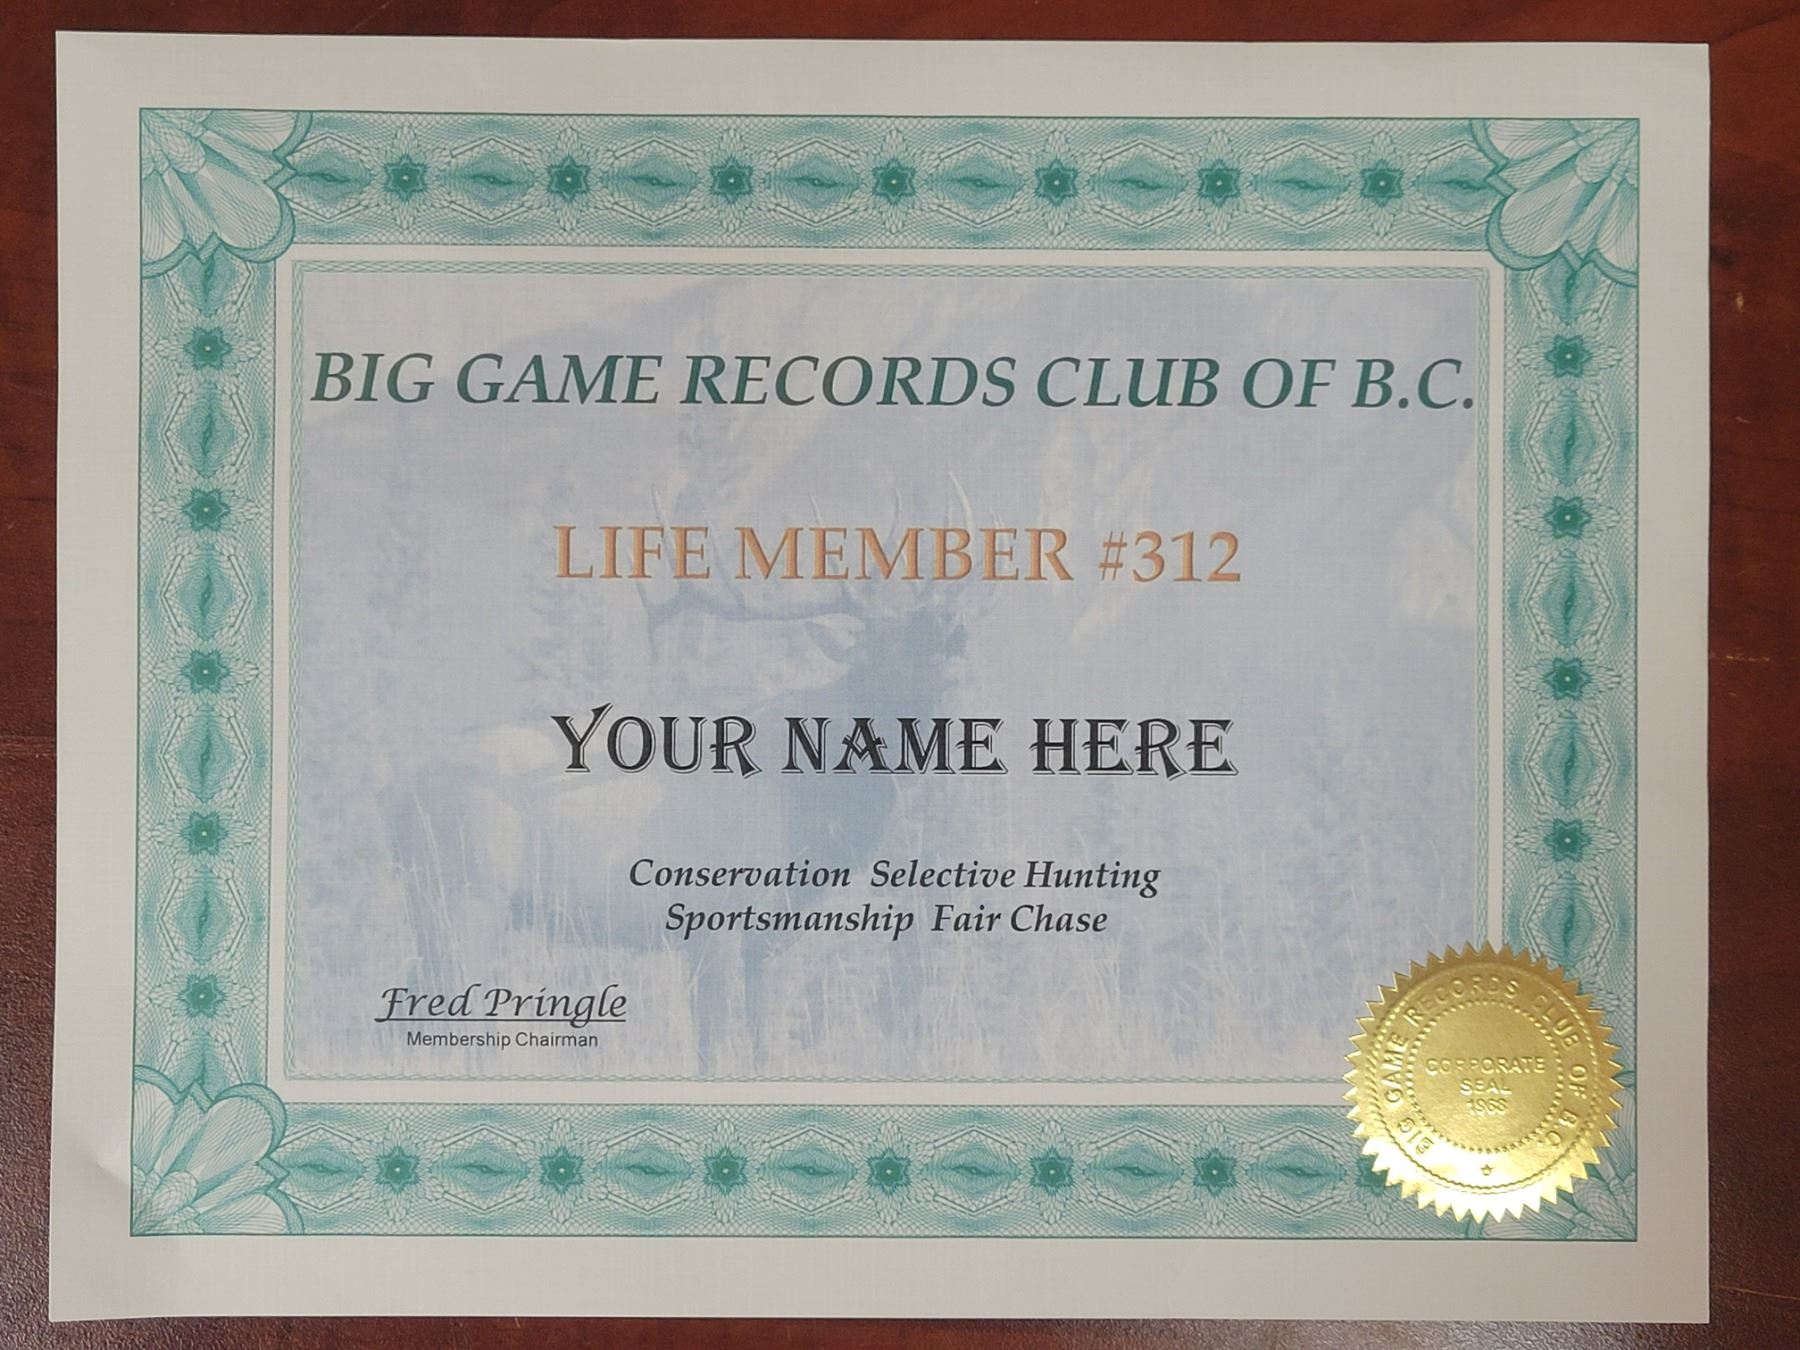 BIG GAME RECORDS CLUB OF B.C.
LIFE MEMBER #312
YOUR NAME HERE
Conservation Selective Hunting
Sportsmanship Fair Chase
Fred Pringle
Membership Chairman
BIG GAME RECORDS CLUB OF B.C.
CORPORATE
SEAL
1968